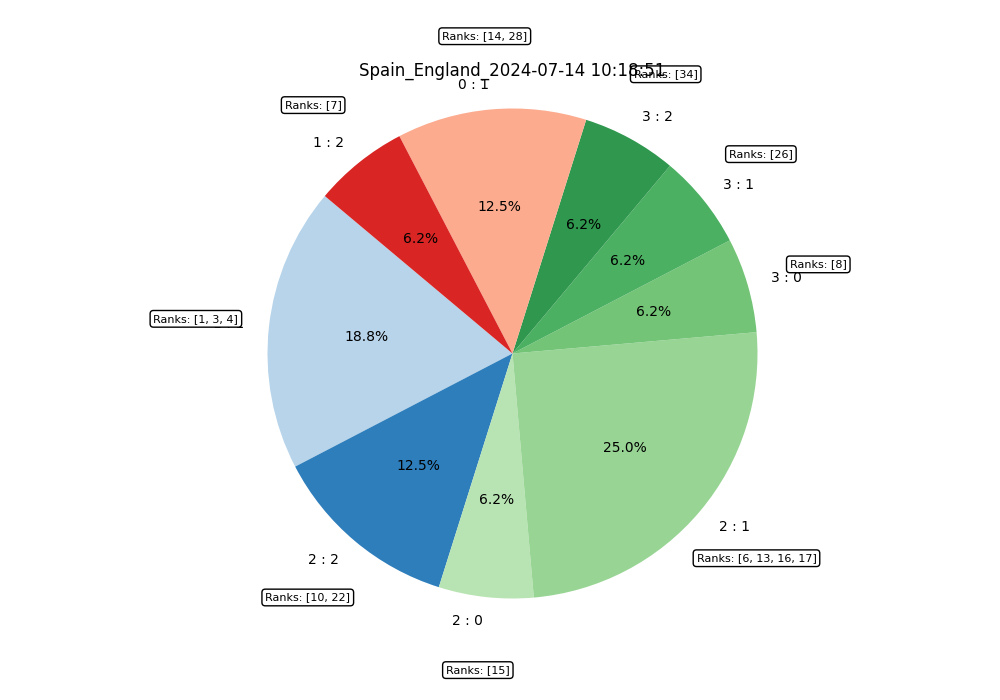 Ranks: [14, 28]
Spain_England_2024-07-14 10:18:51
Ranks: [34]
0 : 1
Ranks: [7]
3 : 2
1 : 2
Ranks: [26]
3 : 1
12.5%
6.2%
6.2%
6.2%
Ranks: [8]
3 : 0
6.2%
Ranks: [1, 3, 4]
18.8%
25.0%
12.5%
6.2%
2 : 1
2 : 2
Ranks: [6, 13, 16, 17]
Ranks: [10, 22]
2 : 0
Ranks: [15]